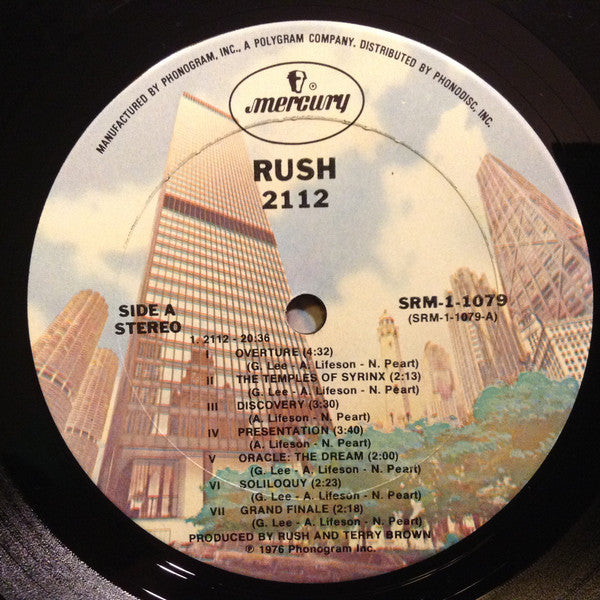 MANUFACTURED BY PHONOGRAM, INC., A POLYGRAM COMPANY. DISTRIBUTED BY PHONODISC, INC.
mercury
®
RUSH
2112
SIDE A
STEREO
SRM-1-1079
(SRM-1-1079-A)
1. 2112 - 20:36
I OVERTURE (4:32)
(G. Lee - A. Lifeson - N. Peart)
II THE TEMPLES OF SYRINX (2:13)
(G. Lee - A. Lifeson - N. Peart)
III DISCOVERY (3:30)
(A. Lifeson - N. Peart)
IV PRESENTATION (3:40)
(A. Lifeson - N. Peart)
V ORACLE: THE DREAM (2:00)
(G. Lee - A. Lifeson - N. Peart)
VI SOLILOQUY (2:23)
(G. Lee - A. Lifeson - N. Peart)
VII GRAND FINALE (2:18)
(G. Lee - A. Lifeson - N. Peart)
PRODUCED BY RUSH AND TERRY BROWN
℗ 1976 Phonogram Inc.